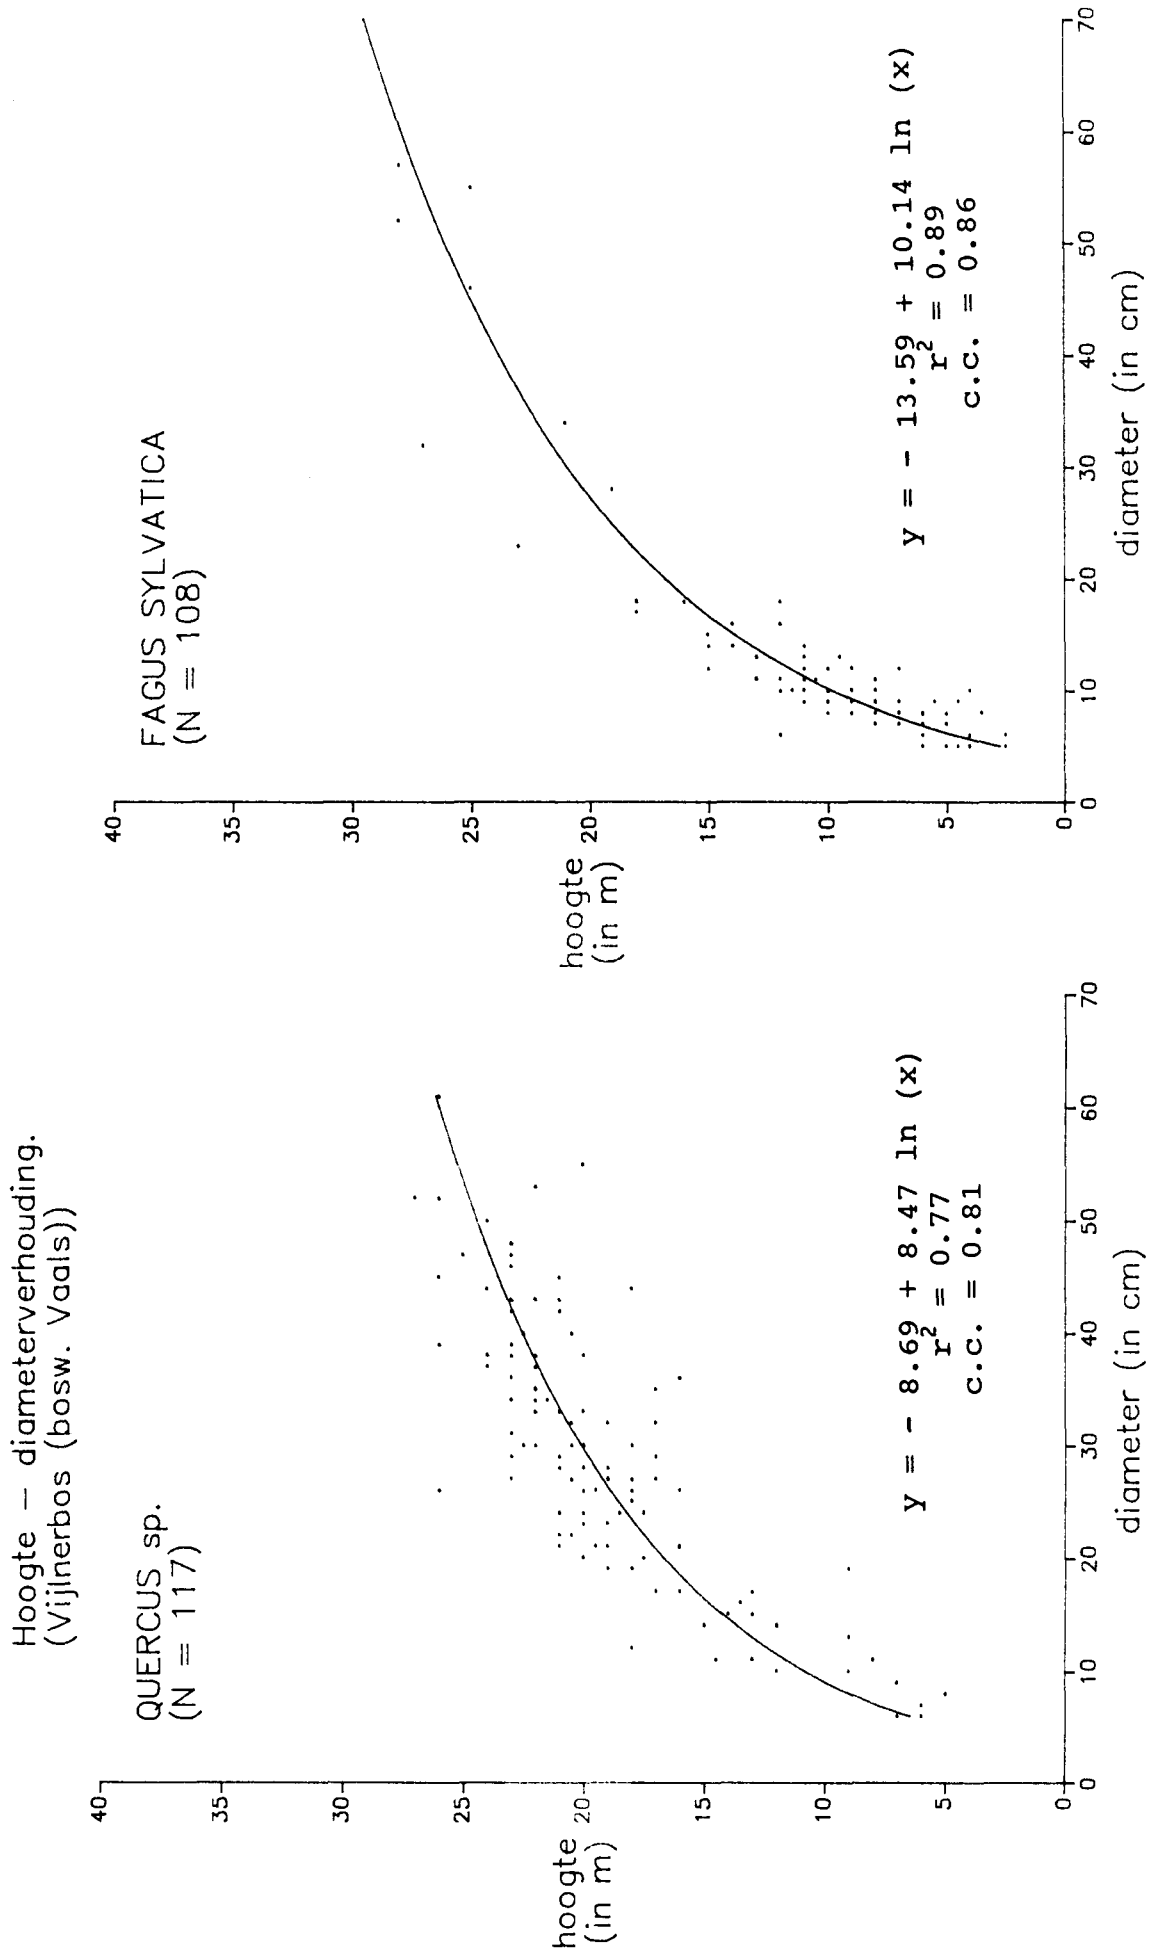 Hoogte — diameterverhouding.
(Vijlnerbos (bosw. Vaals))
QUERCUS sp.
(N = 117)
40
35
30
25
20
15
10
5
0
hoogte
(in m)
0 10 20 30 40 50 60 70
diameter (in cm)
y = - 8.69 + 8.47 ln (x)
r² = 0.77
c.c. = 0.81
FAGUS SYLVATICA
(N = 108)
40
35
30
25
20
15
10
5
0
hoogte
(in m)
0 10 20 30 40 50 60 70
diameter (in cm)
y = - 13.59 + 10.14 ln (x)
r² = 0.89
c.c. = 0.86